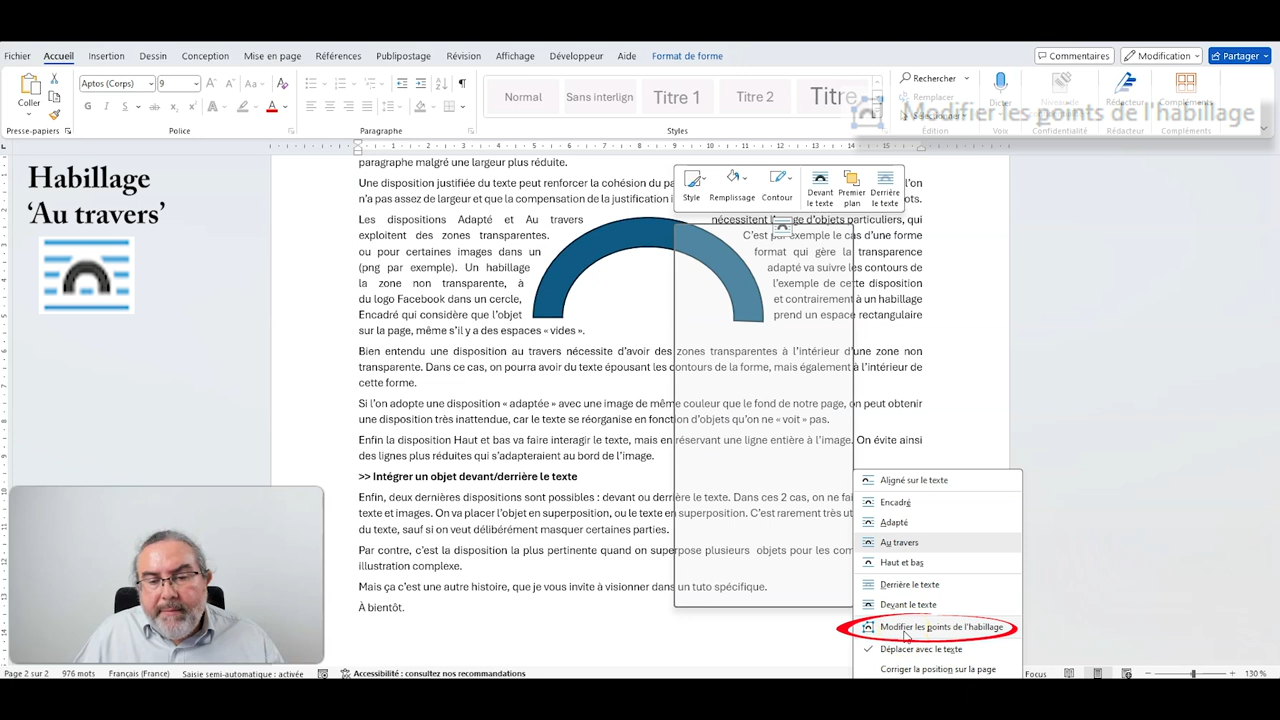 Fichier Accueil Insertion Dessin Conception Mise en page Références Publipostage Révision Affichage Développeur Aide Format de forme Commentaires Modification Partager
Aptos (Corps) 9
Rechercher
Remplacer
Coller
Normal Sans interlign Titre 1 Titre 2 Titre
Dicter
Rédacteur
Compléments
Modifier les points de l'habillage
Presse-papiers Police Paragraphe Styles Édition Voix Confidentialité Rédacteur Compléments
Habillage
‘Au travers’
paragraphe malgré une largeur plus réduite.
Une disposition justifiée du texte peut renforcer la cohésion du pa l'on
n'a pas assez de largeur et que la compensation de la justification ots.
Style Remplissage Contour Devant le texte Premier plan Derrière le texte
Les dispositions Adapté et Au travers nécessitent l'usage d'objets particuliers, qui
exploitent des zones transparentes. C'est par exemple le cas d'une forme
ou pour certaines images dans un format qui gère la transparence
(png par exemple). Un habillage adapté va suivre les contours de
la zone non transparente, à l'exemple de cette disposition
du logo Facebook dans un cercle, et contrairement à un habillage
Encadré qui considère que l'objet prend un espace rectangulaire
sur la page, même s'il y a des espaces « vides ».
Bien entendu une disposition au travers nécessite d'avoir des zones transparentes à l'intérieur d'une zone non
transparente. Dans ce cas, on pourra avoir du texte épousant les contours de la forme, mais également à l'intérieur de
cette forme.
Si l'on adopte une disposition « adaptée » avec une image de même couleur que le fond de notre page, on peut obtenir
une disposition très inattendue, car le texte se réorganise en fonction d'objets qu'on ne « voit » pas.
Enfin la disposition Haut et bas va faire interagir le texte, mais en réservant une ligne entière à l'image. On évite ainsi
des lignes plus réduites qui s'adapteraient au bord de l'image.
>> Intégrer un objet devant/derrière le texte
Enfin, deux dernières dispositions sont possibles : devant ou derrière le texte. Dans ces 2 cas, on ne fai
texte et images. On va placer l'objet en superposition, ou le texte en superposition. C'est rarement très ut
du texte, sauf si on veut délibérément masquer certaines parties.
Par contre, c'est la disposition la plus pertinente quand on superpose plusieurs objets pour les com
illustration complexe.
Mais ça c'est une autre histoire, que je vous invite à visionner dans un tuto spécifique.
À bientôt.
Aligné sur le texte
Encadré
Adapté
Au travers
Haut et bas
Derrière le texte
Devant le texte
Modifier les points de l'habillage
Déplacer avec le texte
Corriger la position sur la page
Page 2 sur 2 976 mots Français (France) Saisie semi-automatique : activée Accessibilité : consultez nos recommandations Focus 130 %